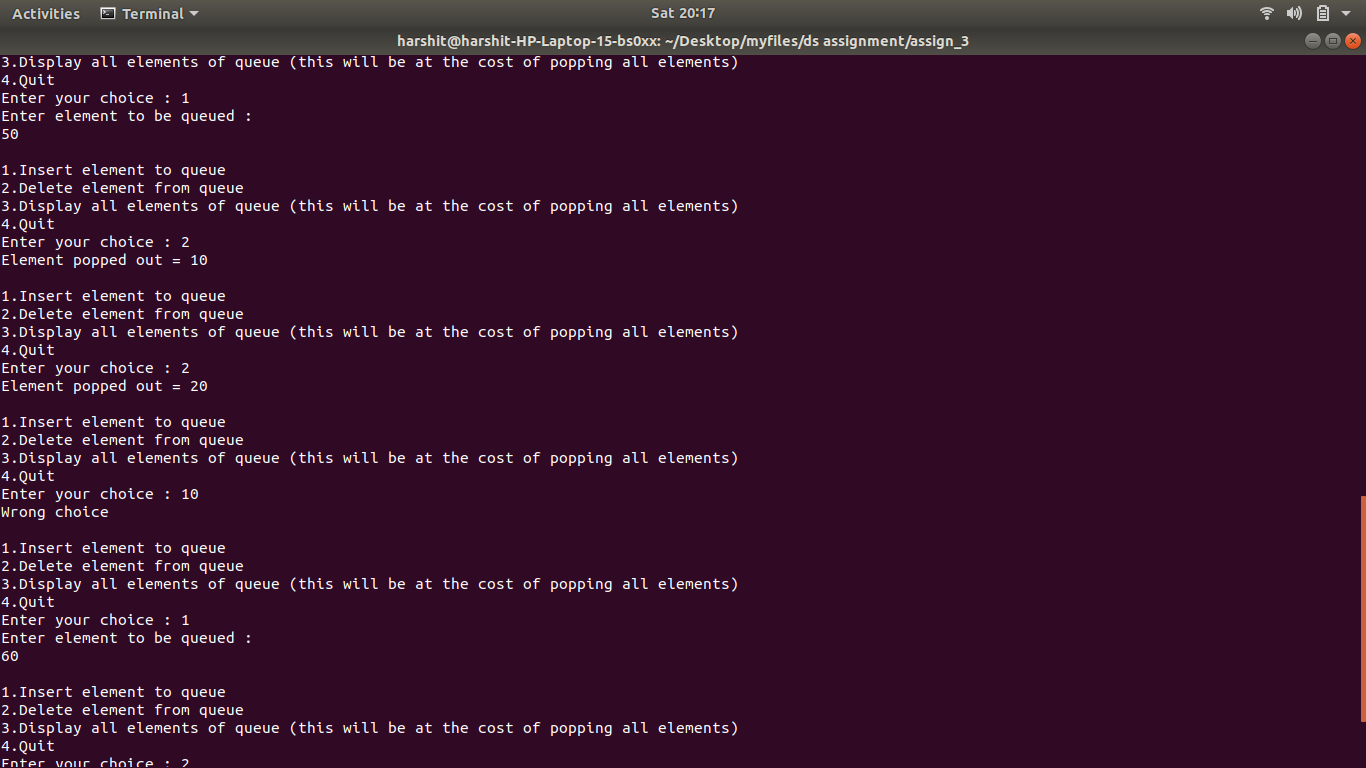 Activities Terminal Sat 20:17
harshit@harshit-HP-Laptop-15-bs0xx: ~/Desktop/myfiles/ds assignment/assign_3
3.Display all elements of queue (this will be at the cost of popping all elements)
4.Quit
Enter your choice : 1
Enter element to be queued :
50
1.Insert element to queue
2.Delete element from queue
3.Display all elements of queue (this will be at the cost of popping all elements)
4.Quit
Enter your choice : 2
Element popped out = 10
1.Insert element to queue
2.Delete element from queue
3.Display all elements of queue (this will be at the cost of popping all elements)
4.Quit
Enter your choice : 2
Element popped out = 20
1.Insert element to queue
2.Delete element from queue
3.Display all elements of queue (this will be at the cost of popping all elements)
4.Quit
Enter your choice : 10
Wrong choice
1.Insert element to queue
2.Delete element from queue
3.Display all elements of queue (this will be at the cost of popping all elements)
4.Quit
Enter your choice : 1
Enter element to be queued :
60
1.Insert element to queue
2.Delete element from queue
3.Display all elements of queue (this will be at the cost of popping all elements)
4.Quit
Enter your choice : 2